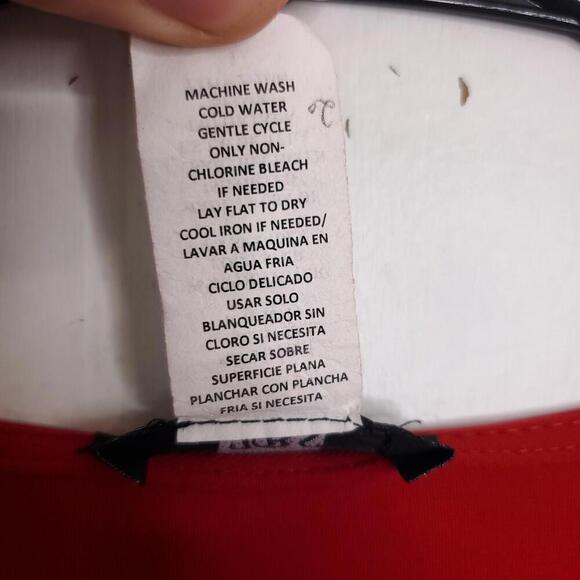 MACHINE WASH
COLD WATER
GENTLE CYCLE
ONLY NON-
CHLORINE BLEACH
IF NEEDED
LAY FLAT TO DRY
COOL IRON IF NEEDED/
LAVAR A MAQUINA EN
AGUA FRIA
CICLO DELICADO
USAR SOLO
BLANQUEADOR SIN
CLORO SI NECESITA
SECAR SOBRE
SUPERFICIE PLANA
PLANCHAR CON PLANCHA
FRIA SI NECESITA